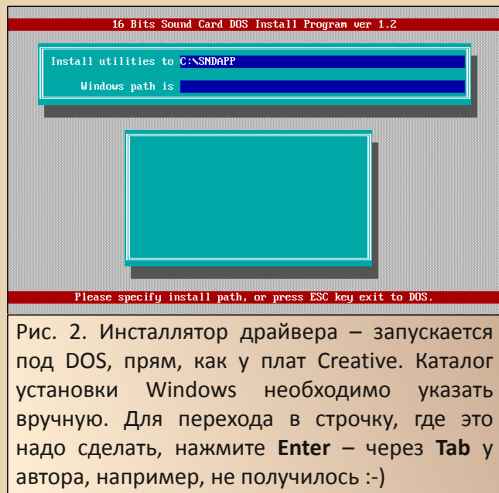 16 Bits Sound Card DOS Install Program ver 1.2
Install utilities to C:\SNDAPP
Windows path is
Please specify install path, or press ESC key exit to DOS.
Рис. 2. Инсталлятор драйвера – запускается
под DOS, прям, как у плат Creative. Каталог
установки Windows необходимо указать
вручную. Для перехода в строчку, где это
надо сделать, нажмите Enter – через Tab у
автора, например, не получилось :-)